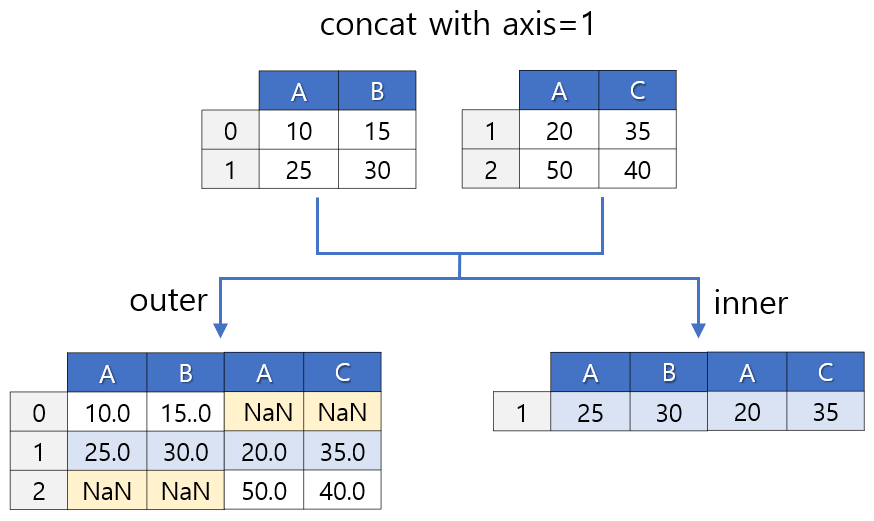 concat with axis=1
A B
0 10 15
1 25 30
A C
1 20 35
2 50 40
outer
inner
A B A C
0 10.0 15..0 NaN NaN
1 25.0 30.0 20.0 35.0
2 NaN NaN 50.0 40.0
A B A C
1 25 30 20 35